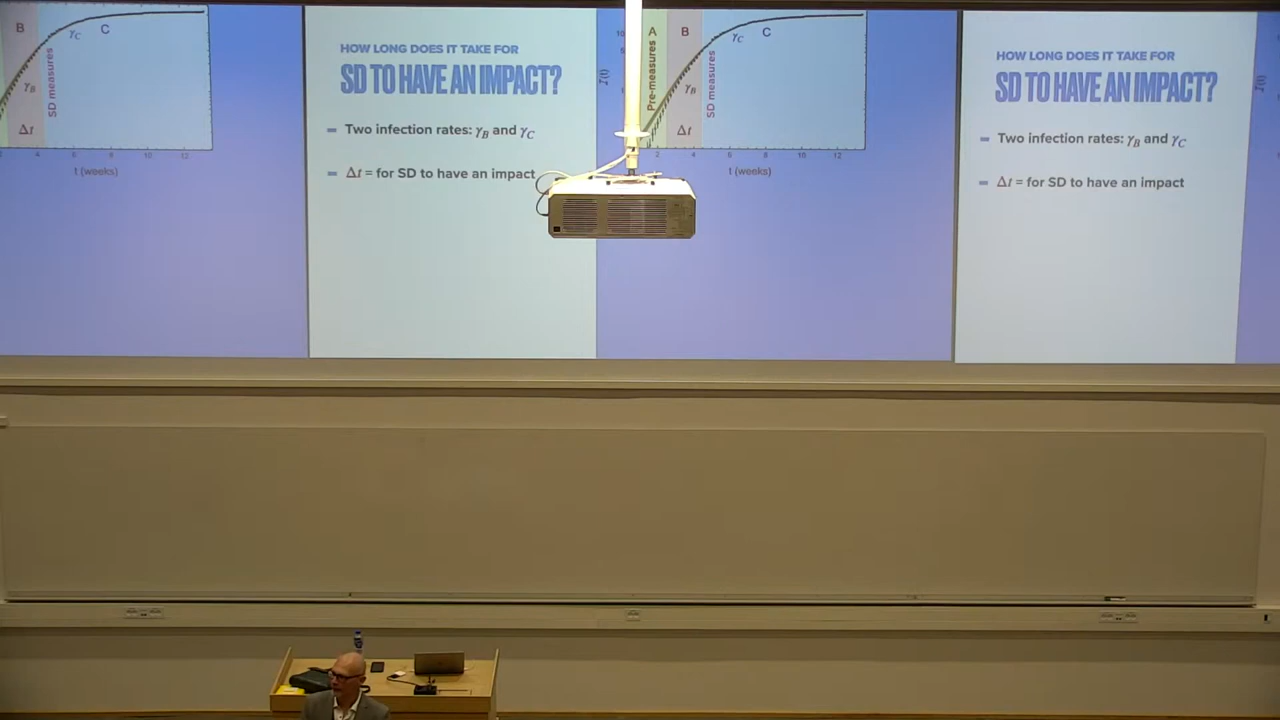 B
γC
C
γB
SD measures
Δt
4
6
8
10
12
t (weeks)
HOW LONG DOES IT TAKE FOR
SD TO HAVE AN IMPACT?
Two infection rates: γB and γC
Δt = for SD to have an impact
I(t)
10
Pre-measures
A
B
γC
C
γB
SD measures
Δt
2
4
6
8
10
12
t (weeks)
HOW LONG DOES IT TAKE FOR
SD TO HAVE AN IMPACT?
Two infection rates: γB and γC
Δt = for SD to have an impact
I(t)